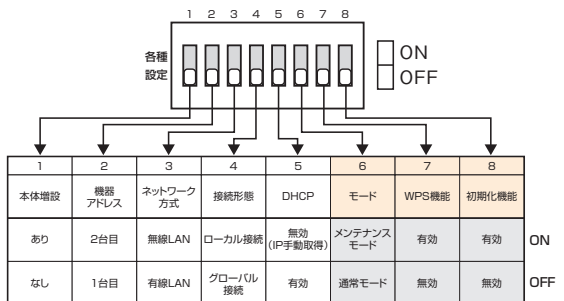 1 2 3 4 5 6 7 8
各種
設定
ON
OFF
1 2 3 4 5 6 7 8
本体増設 機器アドレス ネットワーク方式 接続形態 DHCP モード WPS機能 初期化機能
あり 2台目 無線LAN ローカル接続 無効(IP手動取得) メンテナンスモード 有効 有効 ON
なし 1台目 有線LAN グローバル接続 有効 通常モード 無効 無効 OFF